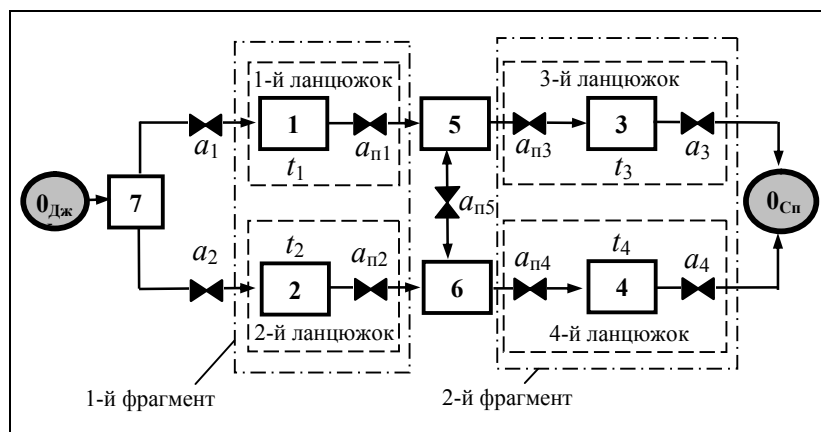 1-й ланцюжок
3-й ланцюжок
1
5
3
a₁
aп1
aп3
a₃
t₁
t₃
0Дж
7
aп5
0Сп
a₂
t₂
aп2
aп4
t₄
a₄
2
6
4
2-й ланцюжок
4-й ланцюжок
1-й фрагмент
2-й фрагмент